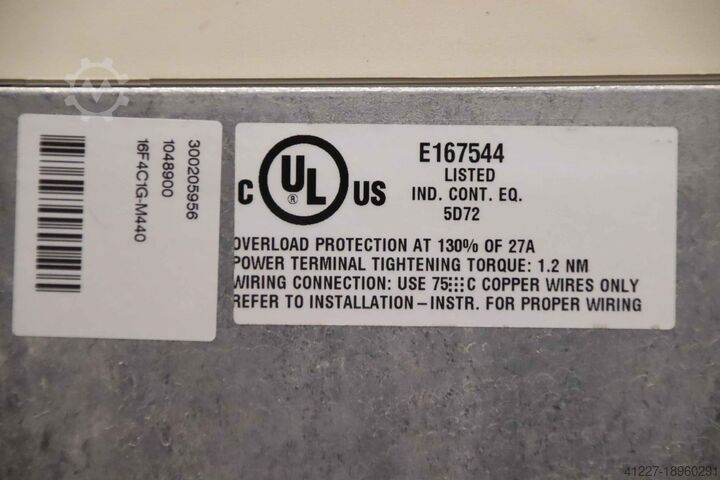 300205956
1048900
16F4C1G-M440
C UL ® US
E167544
LISTED
IND. CONT. EQ.
5D72
OVERLOAD PROTECTION AT 130% OF 27A
POWER TERMINAL TIGHTENING TORQUE: 1.2 NM
WIRING CONNECTION: USE 75 C COPPER WIRES ONLY
REFER TO INSTALLATION–INSTR. FOR PROPER WIRING
41227-18960291